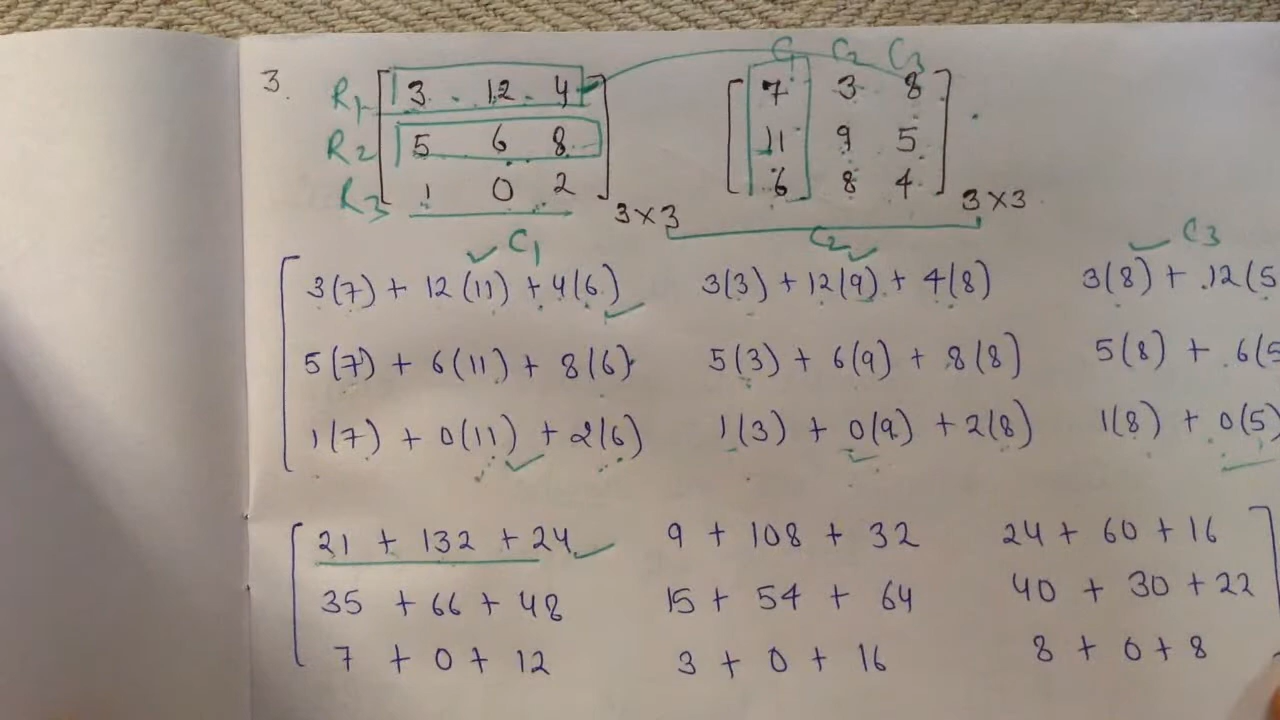 C1 C2 C3
3. R1 [ 3 12 4 ] [ 7 3 8 ]
R2 [ 5 6 8 ] [ 11 9 5 ]
R3 [ 1 0 2 ] 3×3 [ 6 8 4 ] 3×3
C1 C2 C3
3(7) + 12(11) + 4(6) 3(3) + 12(9) + 4(8) 3(8) + 12(5
5(7) + 6(11) + 8(6) 5(3) + 6(9) + 8(8) 5(8) + 6(5
1(7) + 0(11) + 2(6) 1(3) + 0(9) + 2(8) 1(8) + 0(5)
21 + 132 + 24 9 + 108 + 32 24 + 60 + 16
35 + 66 + 48 15 + 54 + 64 40 + 30 + 22
7 + 0 + 12 3 + 0 + 16 8 + 0 + 8